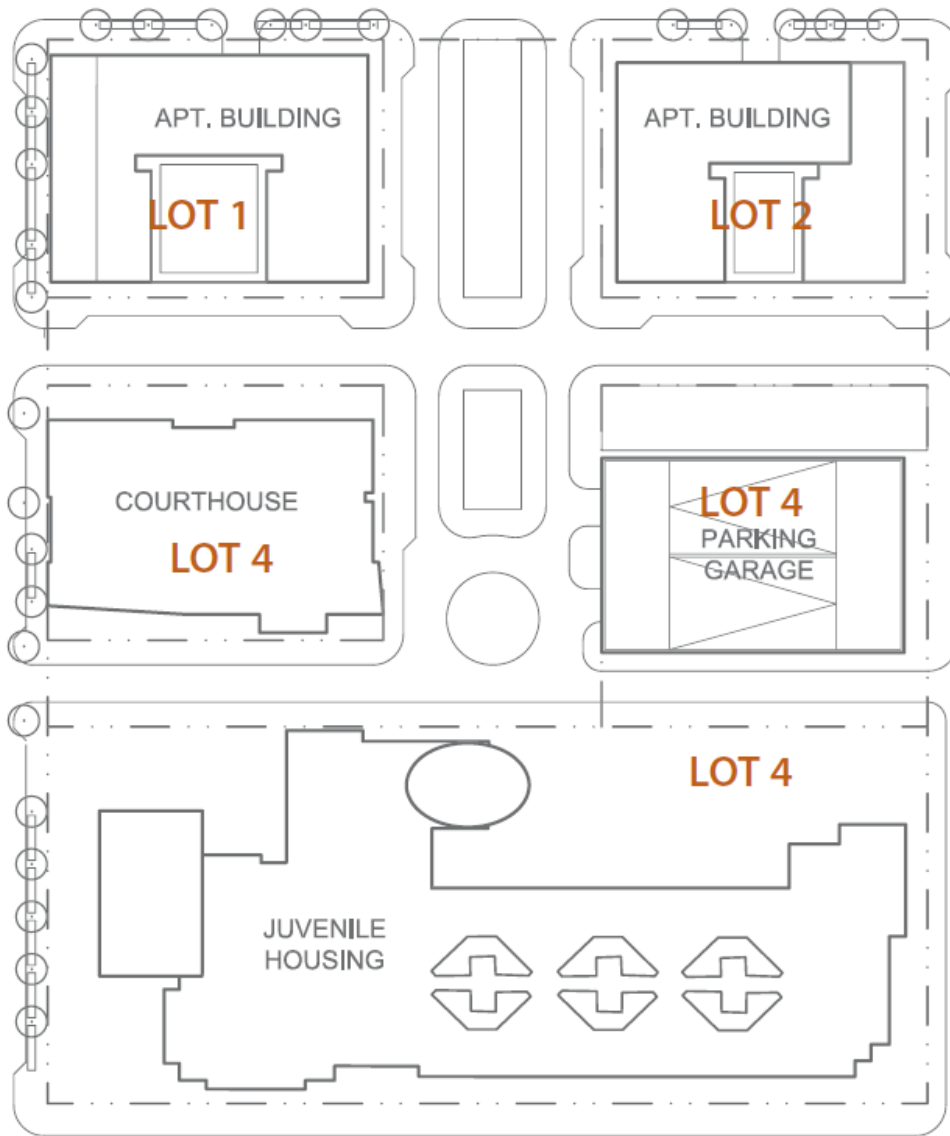 APT. BUILDING
LOT 1
APT. BUILDING
LOT 2
COURTHOUSE
LOT 4
LOT 4
PARKING
GARAGE
LOT 4
JUVENILE
HOUSING